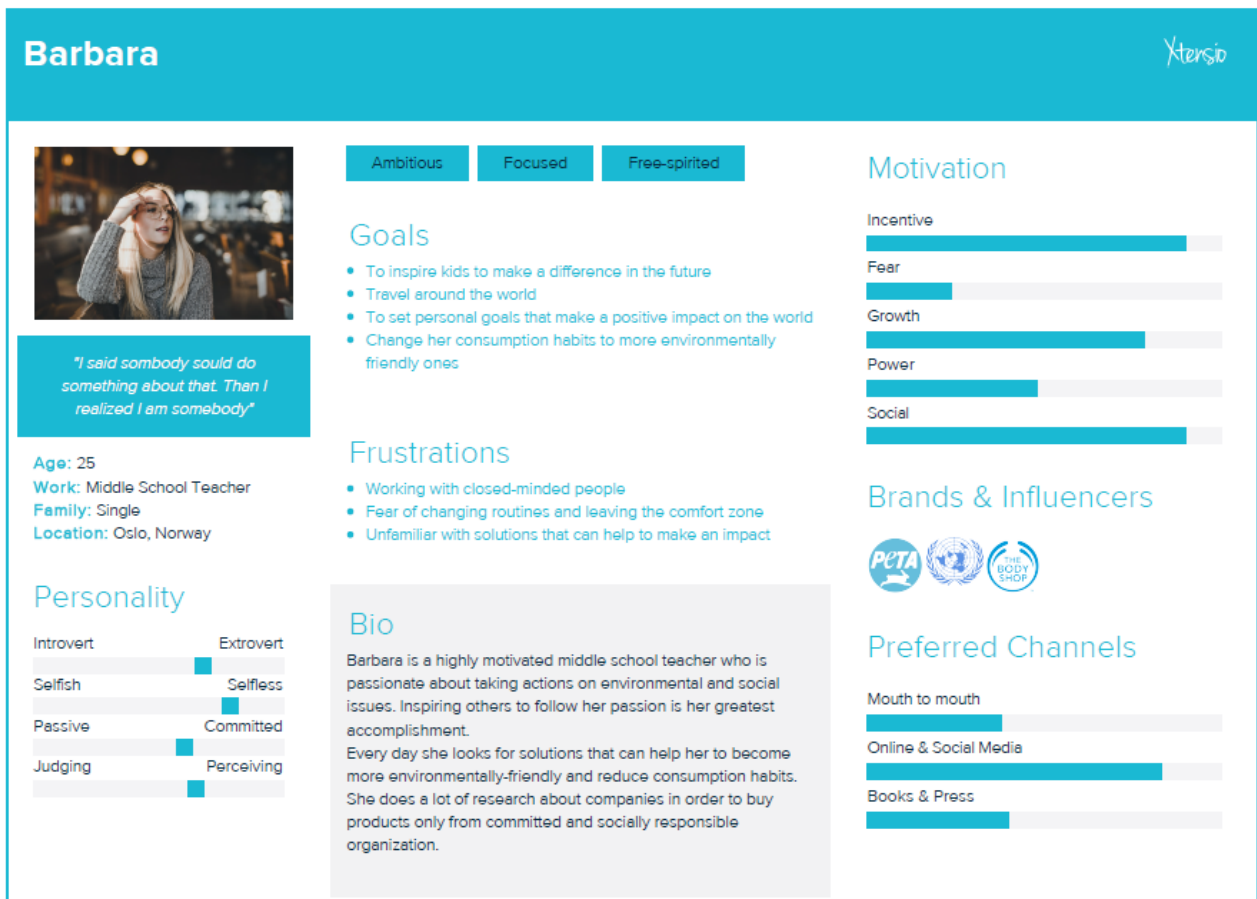 Barbara
Xtensio
"I said sombody sould do
something about that. Than I
realized I am somebody"
Age: 25
Work: Middle School Teacher
Family: Single
Location: Oslo, Norway
Personality
Introvert Extrovert
Selfish Selfless
Passive Committed
Judging Perceiving
Ambitious Focused Free-spirited
Goals
• To inspire kids to make a difference in the future
• Travel around the world
• To set personal goals that make a positive impact on the world
• Change her consumption habits to more environmentally
friendly ones
Frustrations
• Working with closed-minded people
• Fear of changing routines and leaving the comfort zone
• Unfamiliar with solutions that can help to make an impact
Bio
Barbara is a highly motivated middle school teacher who is
passionate about taking actions on environmental and social
issues. Inspiring others to follow her passion is her greatest
accomplishment.
Every day she looks for solutions that can help her to become
more environmentally-friendly and reduce consumption habits.
She does a lot of research about companies in order to buy
products only from committed and socially responsible
organization.
Motivation
Incentive
Fear
Growth
Power
Social
Brands & Influencers
PeTA
THE
BODY
SHOP
Preferred Channels
Mouth to mouth
Online & Social Media
Books & Press